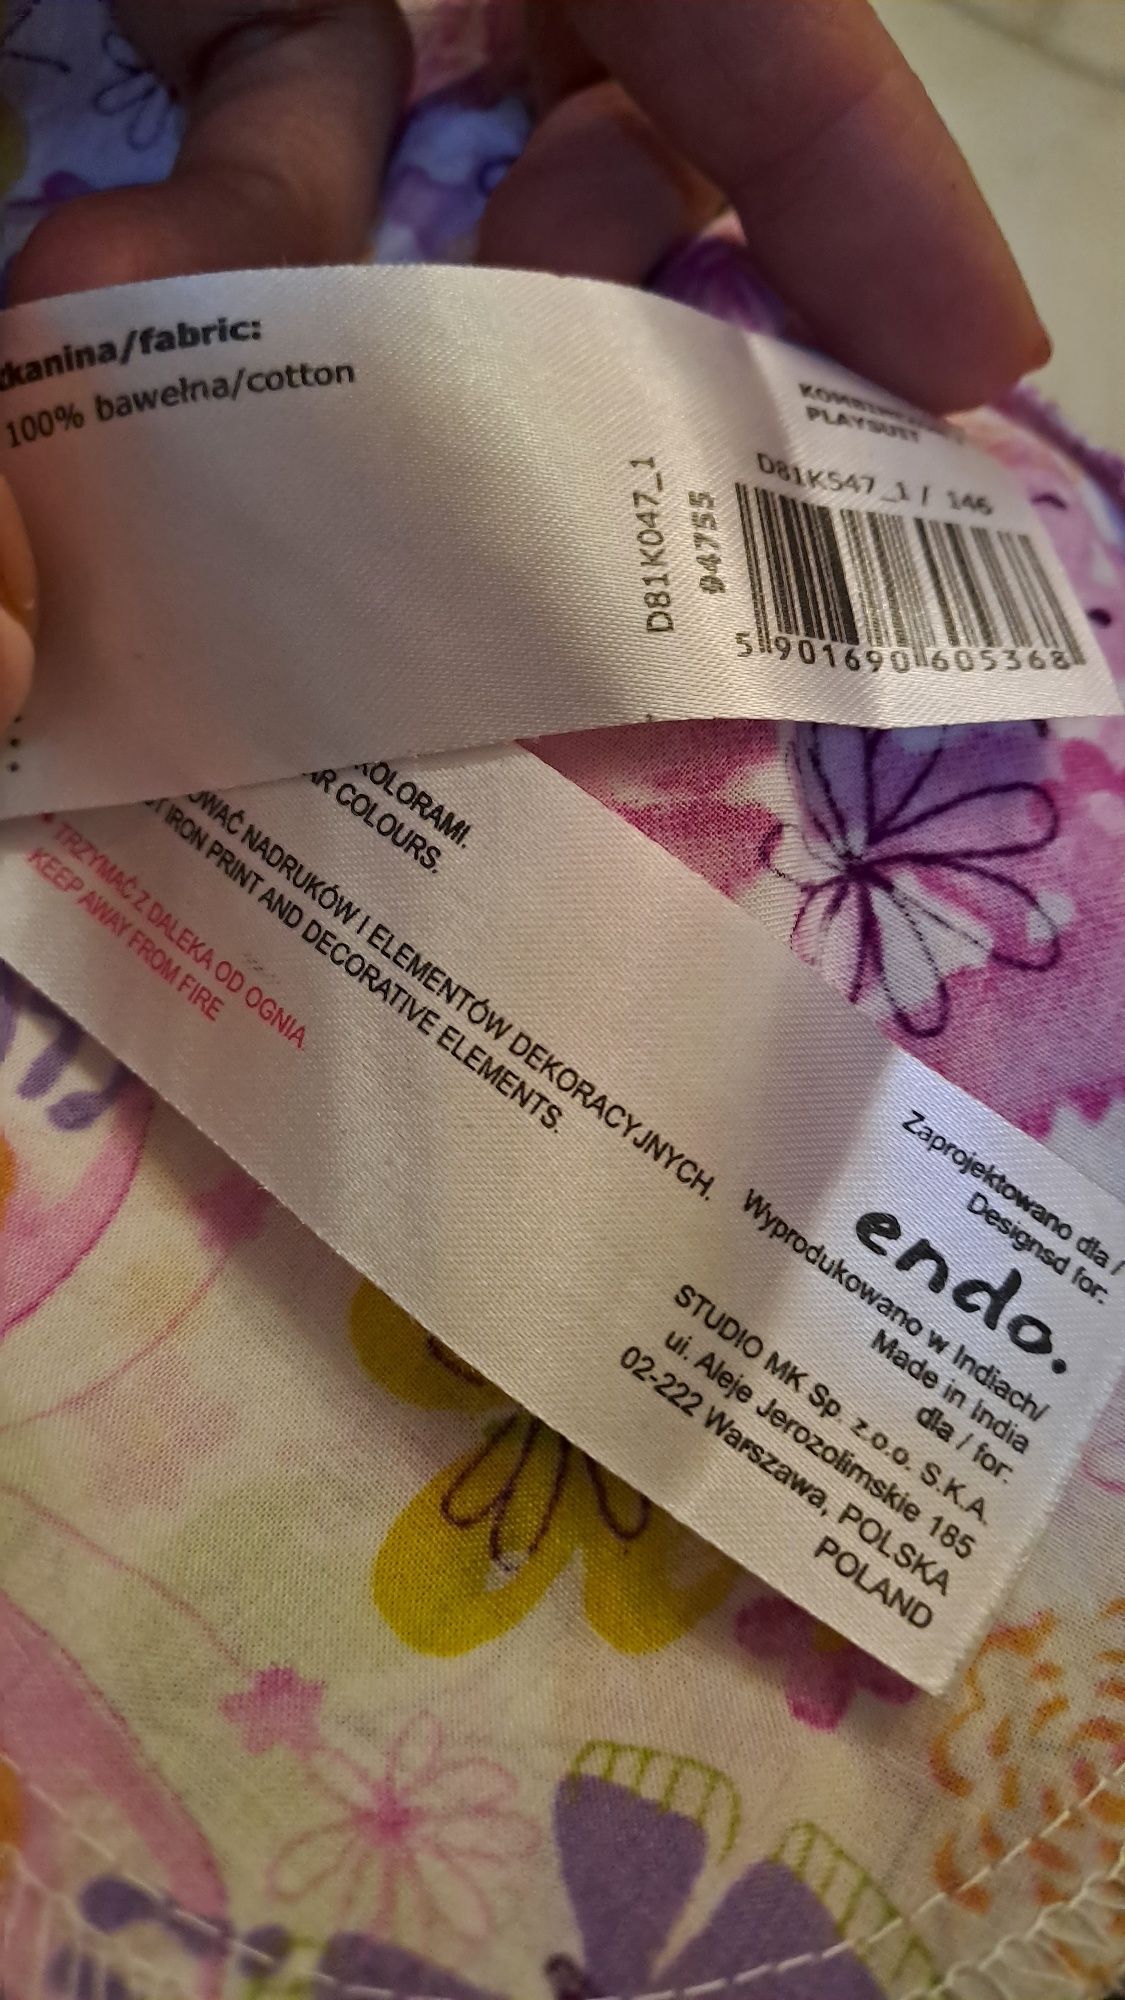 tkanina/fabric:
100% bawełna/cotton
PLAYSUIT
D81K547_1 / 146
D81K047_1
94755
5 901690 605368
KOLORAMI.
COLOURS.
NADRUKÓW I ELEMENTÓW DEKORACYJNYCH.
IRON PRINT AND DECORATIVE ELEMENTS.
TRZYMAĆ Z DALEKA OD OGNIA.
KEEP AWAY FROM FIRE
Zaprojektowano dla /
Designsd for:
endo.
Wyprodukowano w Indiach/
Made in India
dla / for:
STUDIO MK Sp. z.o.o. S.K.A.
ul. Aleje Jerozolimskie 185
02-222 Warszawa, POLSKA
POLAND